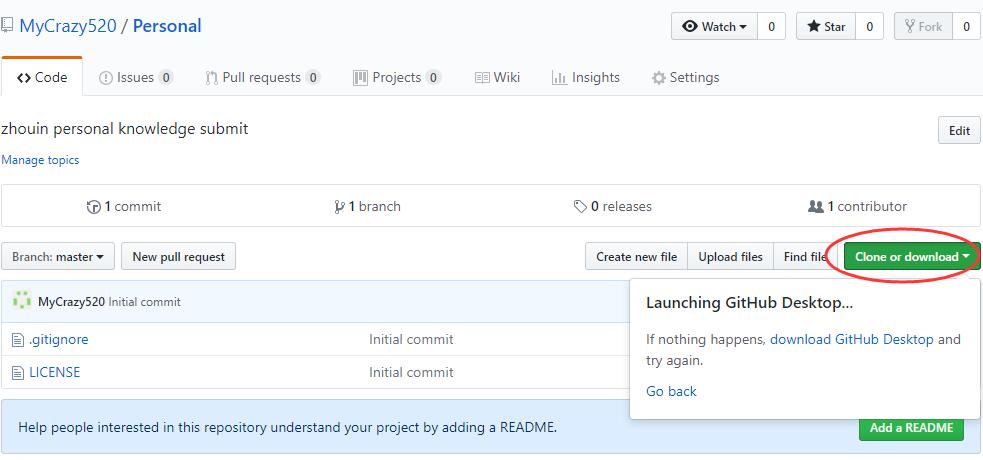 MyCrazy520 / Personal
Watch 0 Star 0 Fork 0
Code Issues 0 Pull requests 0 Projects 0 Wiki Insights Settings
zhouin personal knowledge submit
Edit
Manage topics
1 commit 1 branch 0 releases 1 contributor
Branch: master New pull request Create new file Upload files Find file Clone or download
MyCrazy520 Initial commit
Launching GitHub Desktop...
.gitignore Initial commit
If nothing happens, download GitHub Desktop and
try again.
LICENSE Initial commit
Go back
Help people interested in this repository understand your project by adding a README.
Add a README